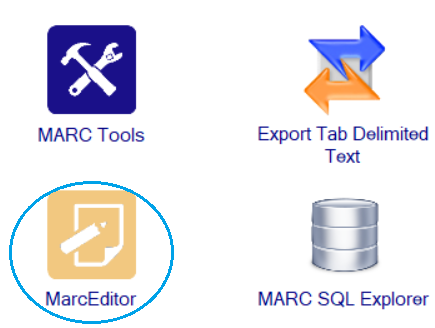 MARC Tools
Export Tab Delimited
Text
MarcEditor
MARC SQL Explorer